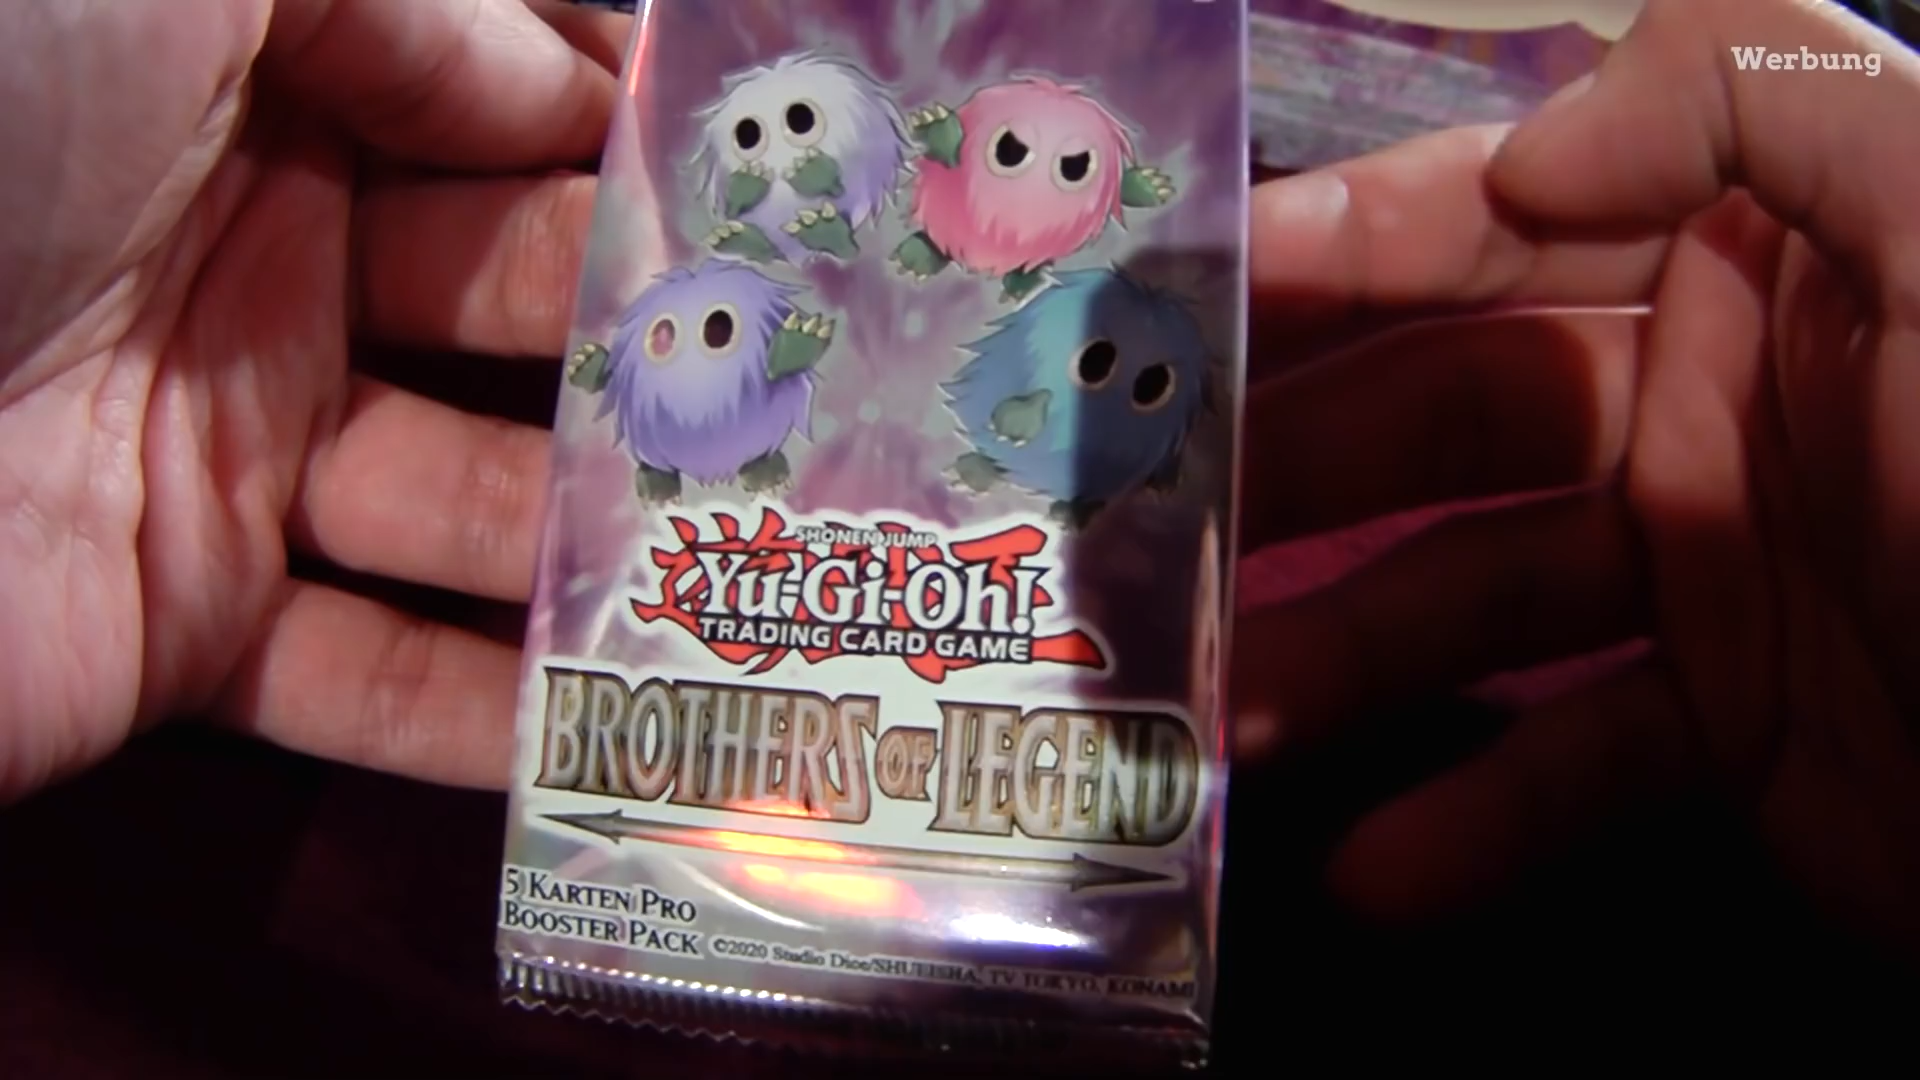 Werbung
SHONEN JUMP
Yu-Gi-Oh!
TRADING CARD GAME
BROTHERS OF LEGEND
5 KARTEN PRO
BOOSTER PACK
©2020 Studio Dice/SHUEISHA, TV TOKYO, KONAMI